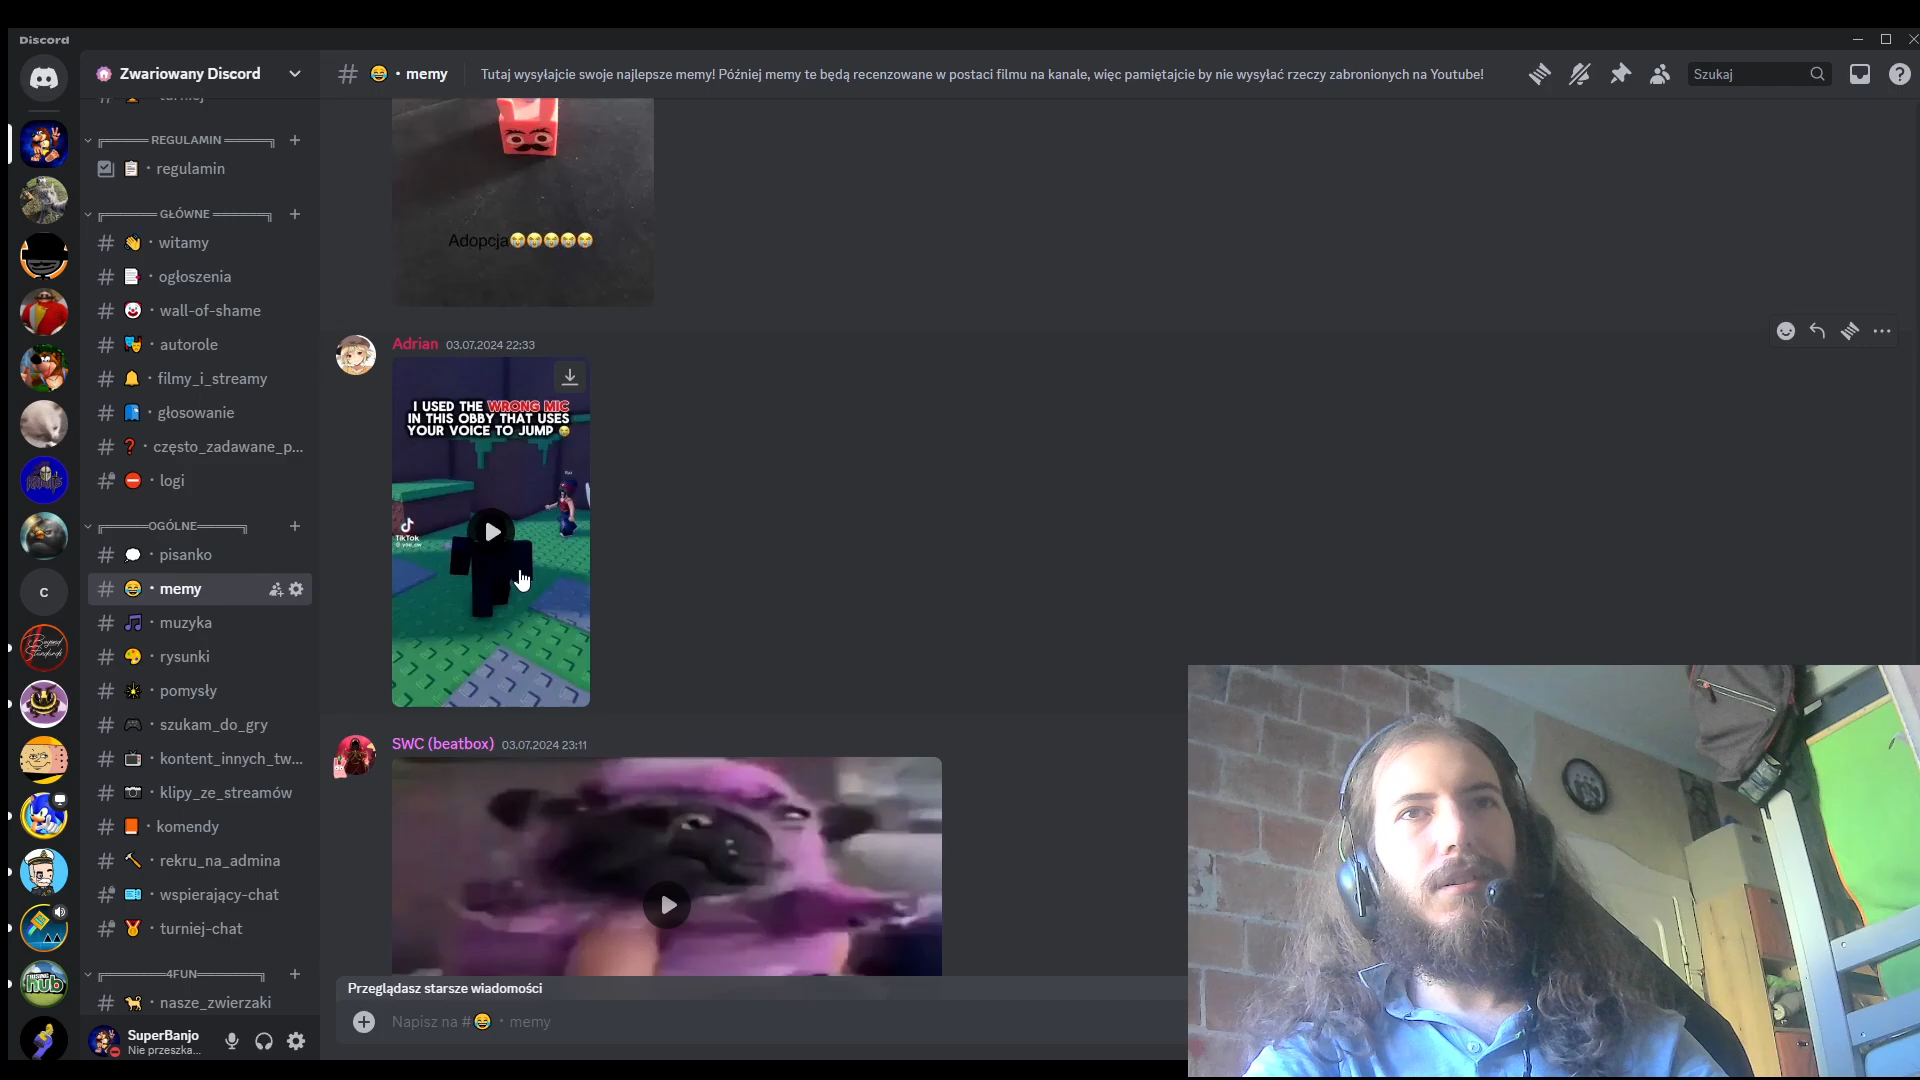 Discord
Zwariowany Discord
😂・memy
Tutaj wysyłajcie swoje najlepsze memy! Później memy te będą recenzowane w postaci filmu na kanale, więc pamiętajcie by nie wysyłać rzeczy zabronionych na Youtube!
Szukaj
turniej
REGULAMIN
📋・regulamin
GŁÓWNE
👋・witamy
ogłoszenia
🤡・wall-of-shame
🎭・autorole
🔔・filmy_i_streamy
głosowanie
❓・często_zadawane_p...
⛔・logi
OGÓLNE
💭・pisanko
😂・memy
🎵・muzyka
🎨・rysunki
pomysły
🎮・szukam_do_gry
📺・kontent_innych_tw...
📷・klipy_ze_streamów
📙・komendy
🔨・rekru_na_admina
wspierający-chat
🏅・turniej-chat
4FUN
🐕・nasze_zwierzaki
SuperBanjo
Nie przeszka...
C
Beyond
Standards
HUB
Adopcja😭😭😭😭😭
Adrian 03.07.2024 22:33
I USED THE WRONG MIC
IN THIS OBBY THAT USES
YOUR VOICE TO JUMP 😭
TikTok
SWC (beatbox) 03.07.2024 23:11
Przeglądasz starsze wiadomości
Napisz na #😂・memy